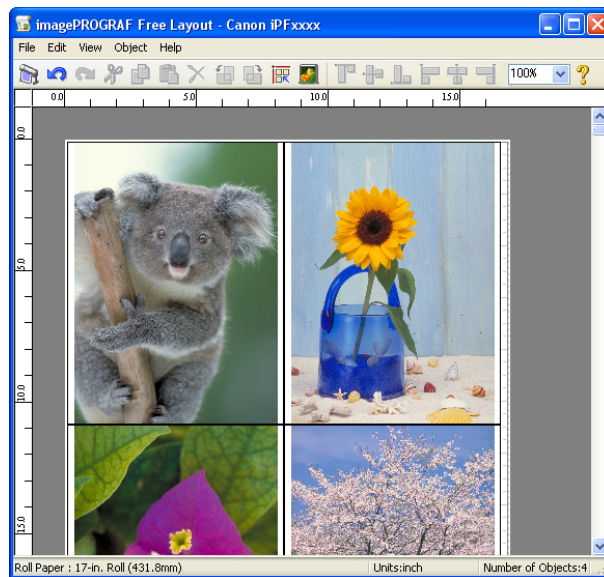 imagePROGRAF Free Layout - Canon iPFxxxx
File Edit View Object Help
100%
0.0 5.0 10.0 15.0
0.0
5.0
10.0
15.0
Roll Paper : 17-in. Roll (431.8mm) Units:inch Number of Objects:4